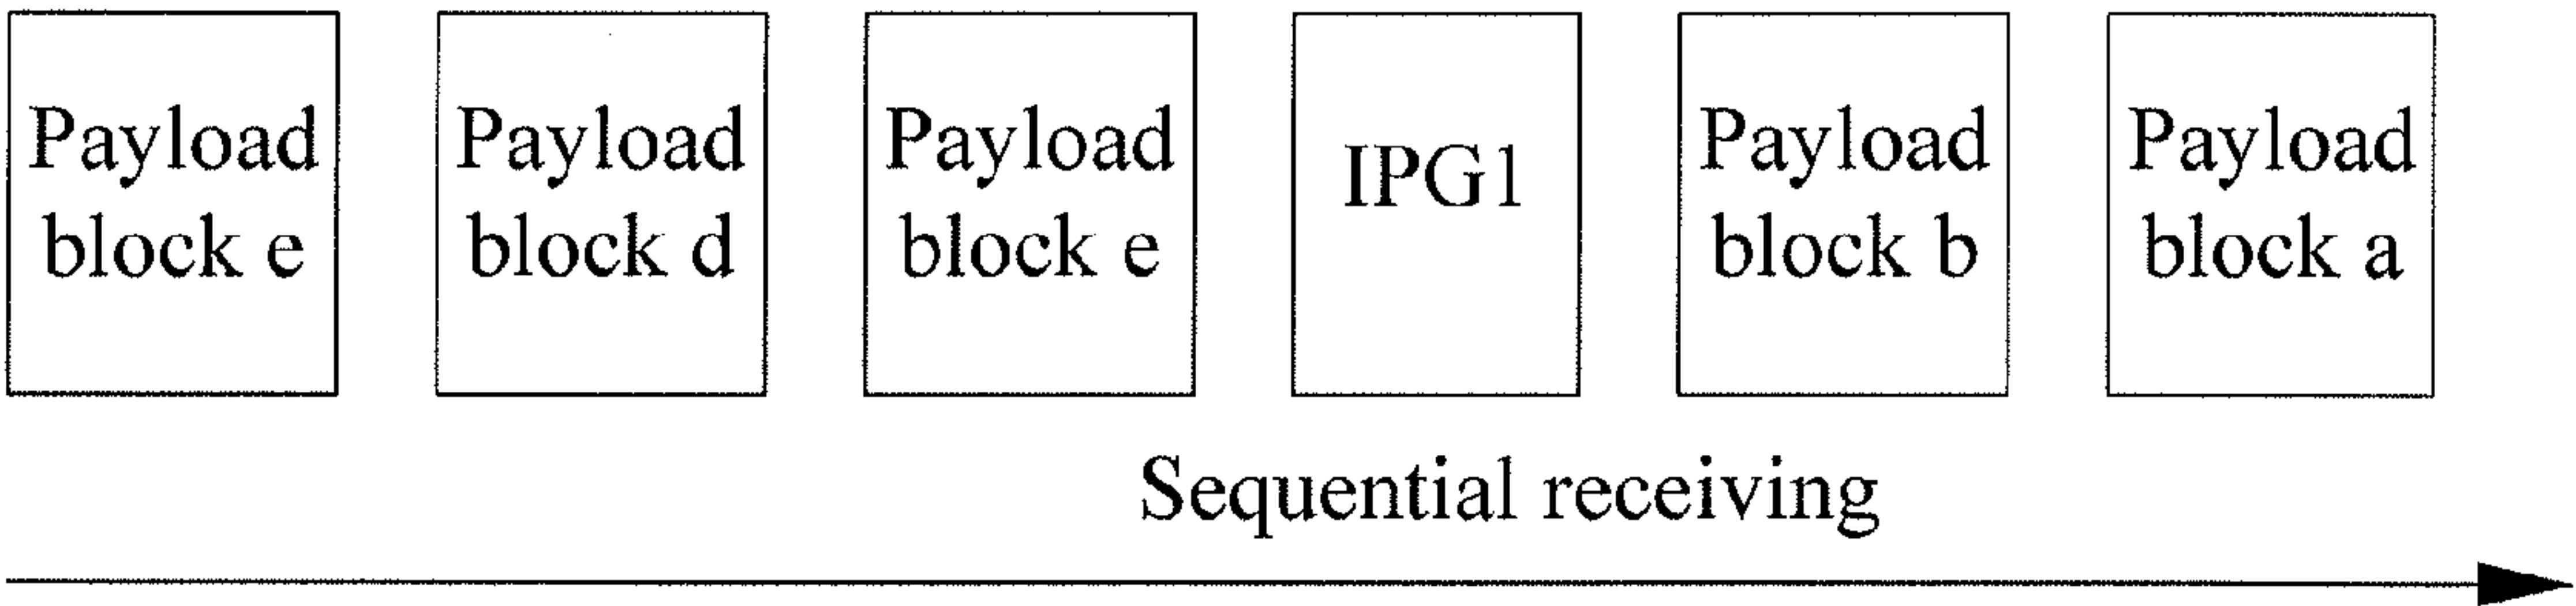 Payload
block e
Payload
block d
Payload
block e
IPG1
Payload
block b
Payload
block a
Sequential receiving